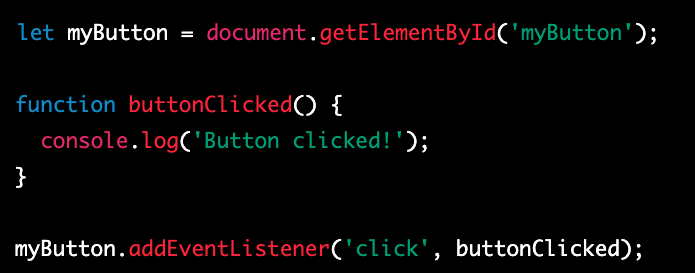 let myButton = document.getElementById('myButton');
function buttonClicked() {
console.log('Button clicked!');
}
myButton.addEventListener('click', buttonClicked);